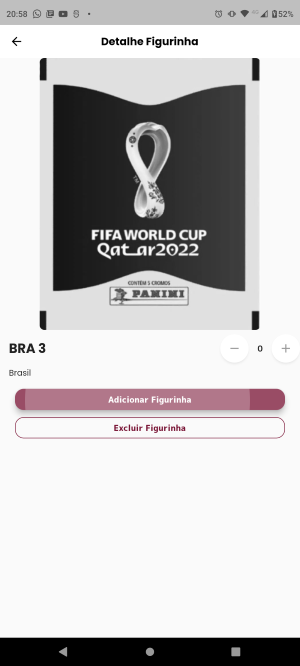 20:58
52%
Detalhe Figurinha
FIFA WORLD CUP
Qatar2022
CONTÉM 5 CROMOS
PANINI
BRA 3
0
Brasil
Adicionar Figurinha
Excluir Figurinha